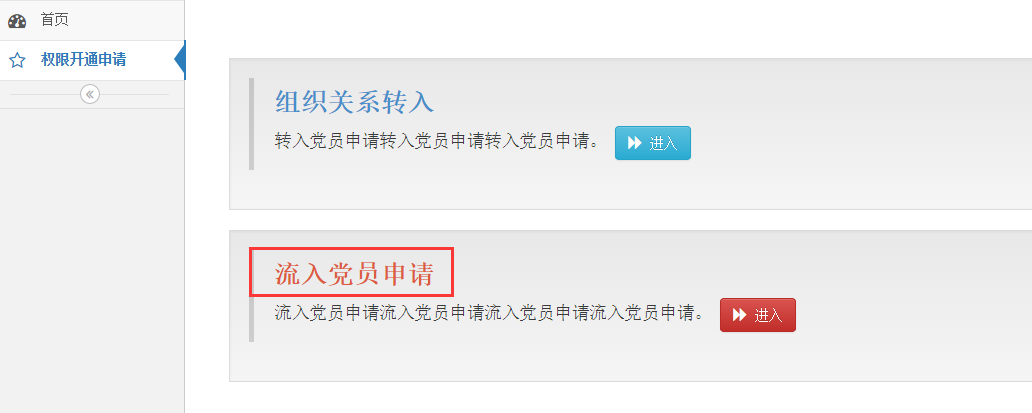 首页
权限开通申请
组织关系转入
转入党员申请转入党员申请转入党员申请。 进入
流入党员申请
流入党员申请流入党员申请流入党员申请流入党员申请。 进入